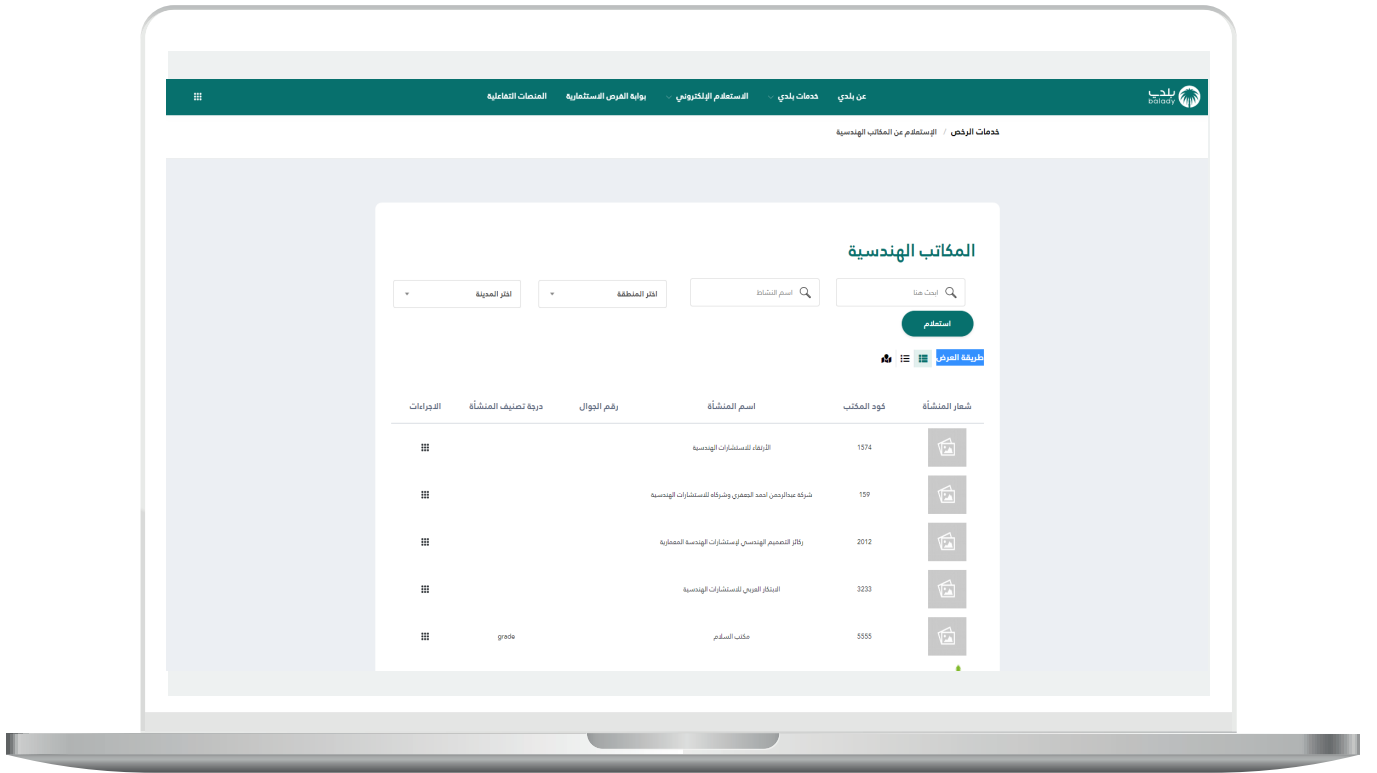 بلدي
balady
عن بلدي خدمات بلدي الاستعلام الإلكتروني بوابة الفرص الاستثمارية المنصات التفاعلية
خدمات الرخص / الإستعلام عن المكاتب الهندسية
المكاتب الهندسية
ابحث هنا اسم النشاط اختر المنطقة اختر المدينة
استعلام
طريقة العرض:
شعار المنشأة كود المكتب اسم المنشأة رقم الجوال درجة تصنيف المنشأة الاجراءات
1574 الأرتقاء للاستشارات الهندسية
159 شركة عبدالرحمن احمد الجعفري وشركاه للاستشارات الهندسية
2012 ركائز التصميم الهندسي لإستشارات الهندسة المعمارية
3233 الابتكار العربي للاستشارات الهندسية
5555 مكتب السلام grade